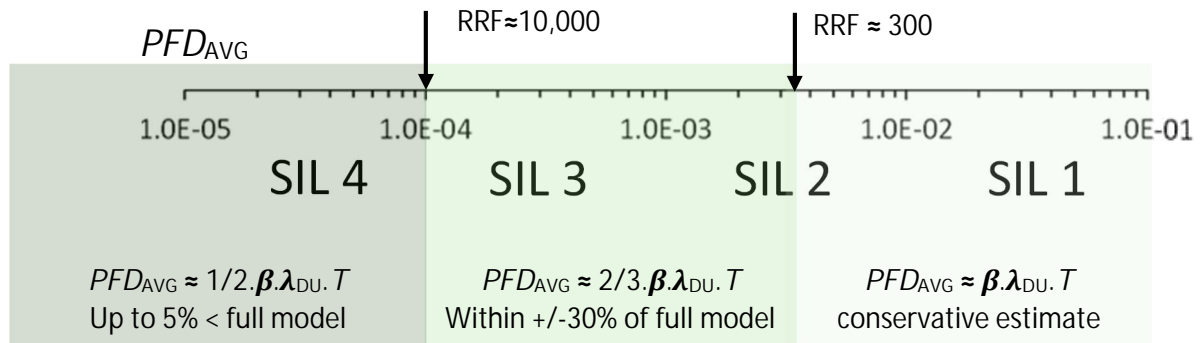 RRF≈10,000
RRF ≈ 300
PFDAVG
1.0E-05 1.0E-04 1.0E-03 1.0E-02 1.0E-01
SIL 4 SIL 3 SIL 2 SIL 1
PFDAVG ≈ 1/2.β.λDU. T PFDAVG ≈ 2/3.β.λDU. T PFDAVG ≈ β.λDU. T
Up to 5% < full model Within +/-30% of full model conservative estimate